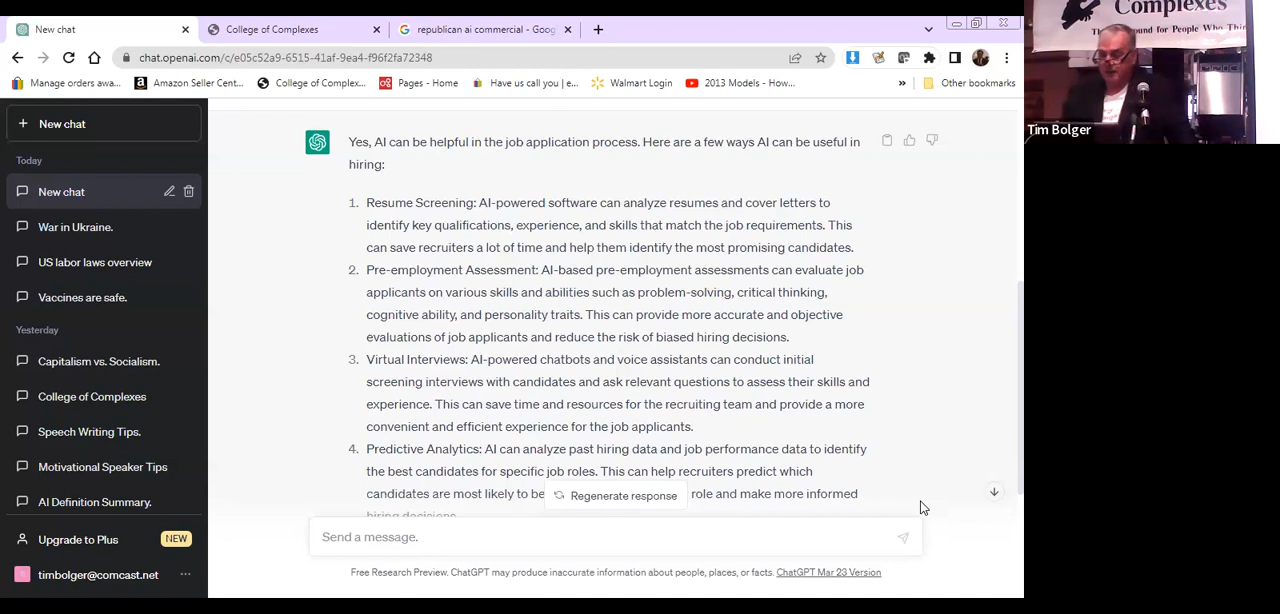 New chat
College of Complexes
republican ai commercial - Goog
chat.openai.com/c/e05c52a9-6515-41af-9ea4-f96f2fa72348
Manage orders awa...
Amazon Seller Cent...
College of Complex...
Pages - Home
Have us call you | e...
Walmart Login
2013 Models - How...
»
Other bookmarks
+ New chat
Today
New chat
War in Ukraine.
US labor laws overview
Vaccines are safe.
Yesterday
Capitalism vs. Socialism.
College of Complexes
Speech Writing Tips.
Motivational Speaker Tips
AI Definition Summary.
Upgrade to Plus
NEW
timbolger@comcast.net
Yes, AI can be helpful in the job application process. Here are a few ways AI can be useful in
hiring:
1. Resume Screening: AI-powered software can analyze resumes and cover letters to
identify key qualifications, experience, and skills that match the job requirements. This
can save recruiters a lot of time and help them identify the most promising candidates.
2. Pre-employment Assessment: AI-based pre-employment assessments can evaluate job
applicants on various skills and abilities such as problem-solving, critical thinking,
cognitive ability, and personality traits. This can provide more accurate and objective
evaluations of job applicants and reduce the risk of biased hiring decisions.
3. Virtual Interviews: AI-powered chatbots and voice assistants can conduct initial
screening interviews with candidates and ask relevant questions to assess their skills and
experience. This can save time and resources for the recruiting team and provide a more
convenient and efficient experience for the job applicants.
4. Predictive Analytics: AI can analyze past hiring data and job performance data to identify
the best candidates for specific job roles. This can help recruiters predict which
candidates are most likely to be role and make more informed
hiring decisions.
Regenerate response
Send a message.
Free Research Preview. ChatGPT may produce inaccurate information about people, places, or facts. ChatGPT Mar 23 Version
Complexes
for People Who Thin
Tim Bolger